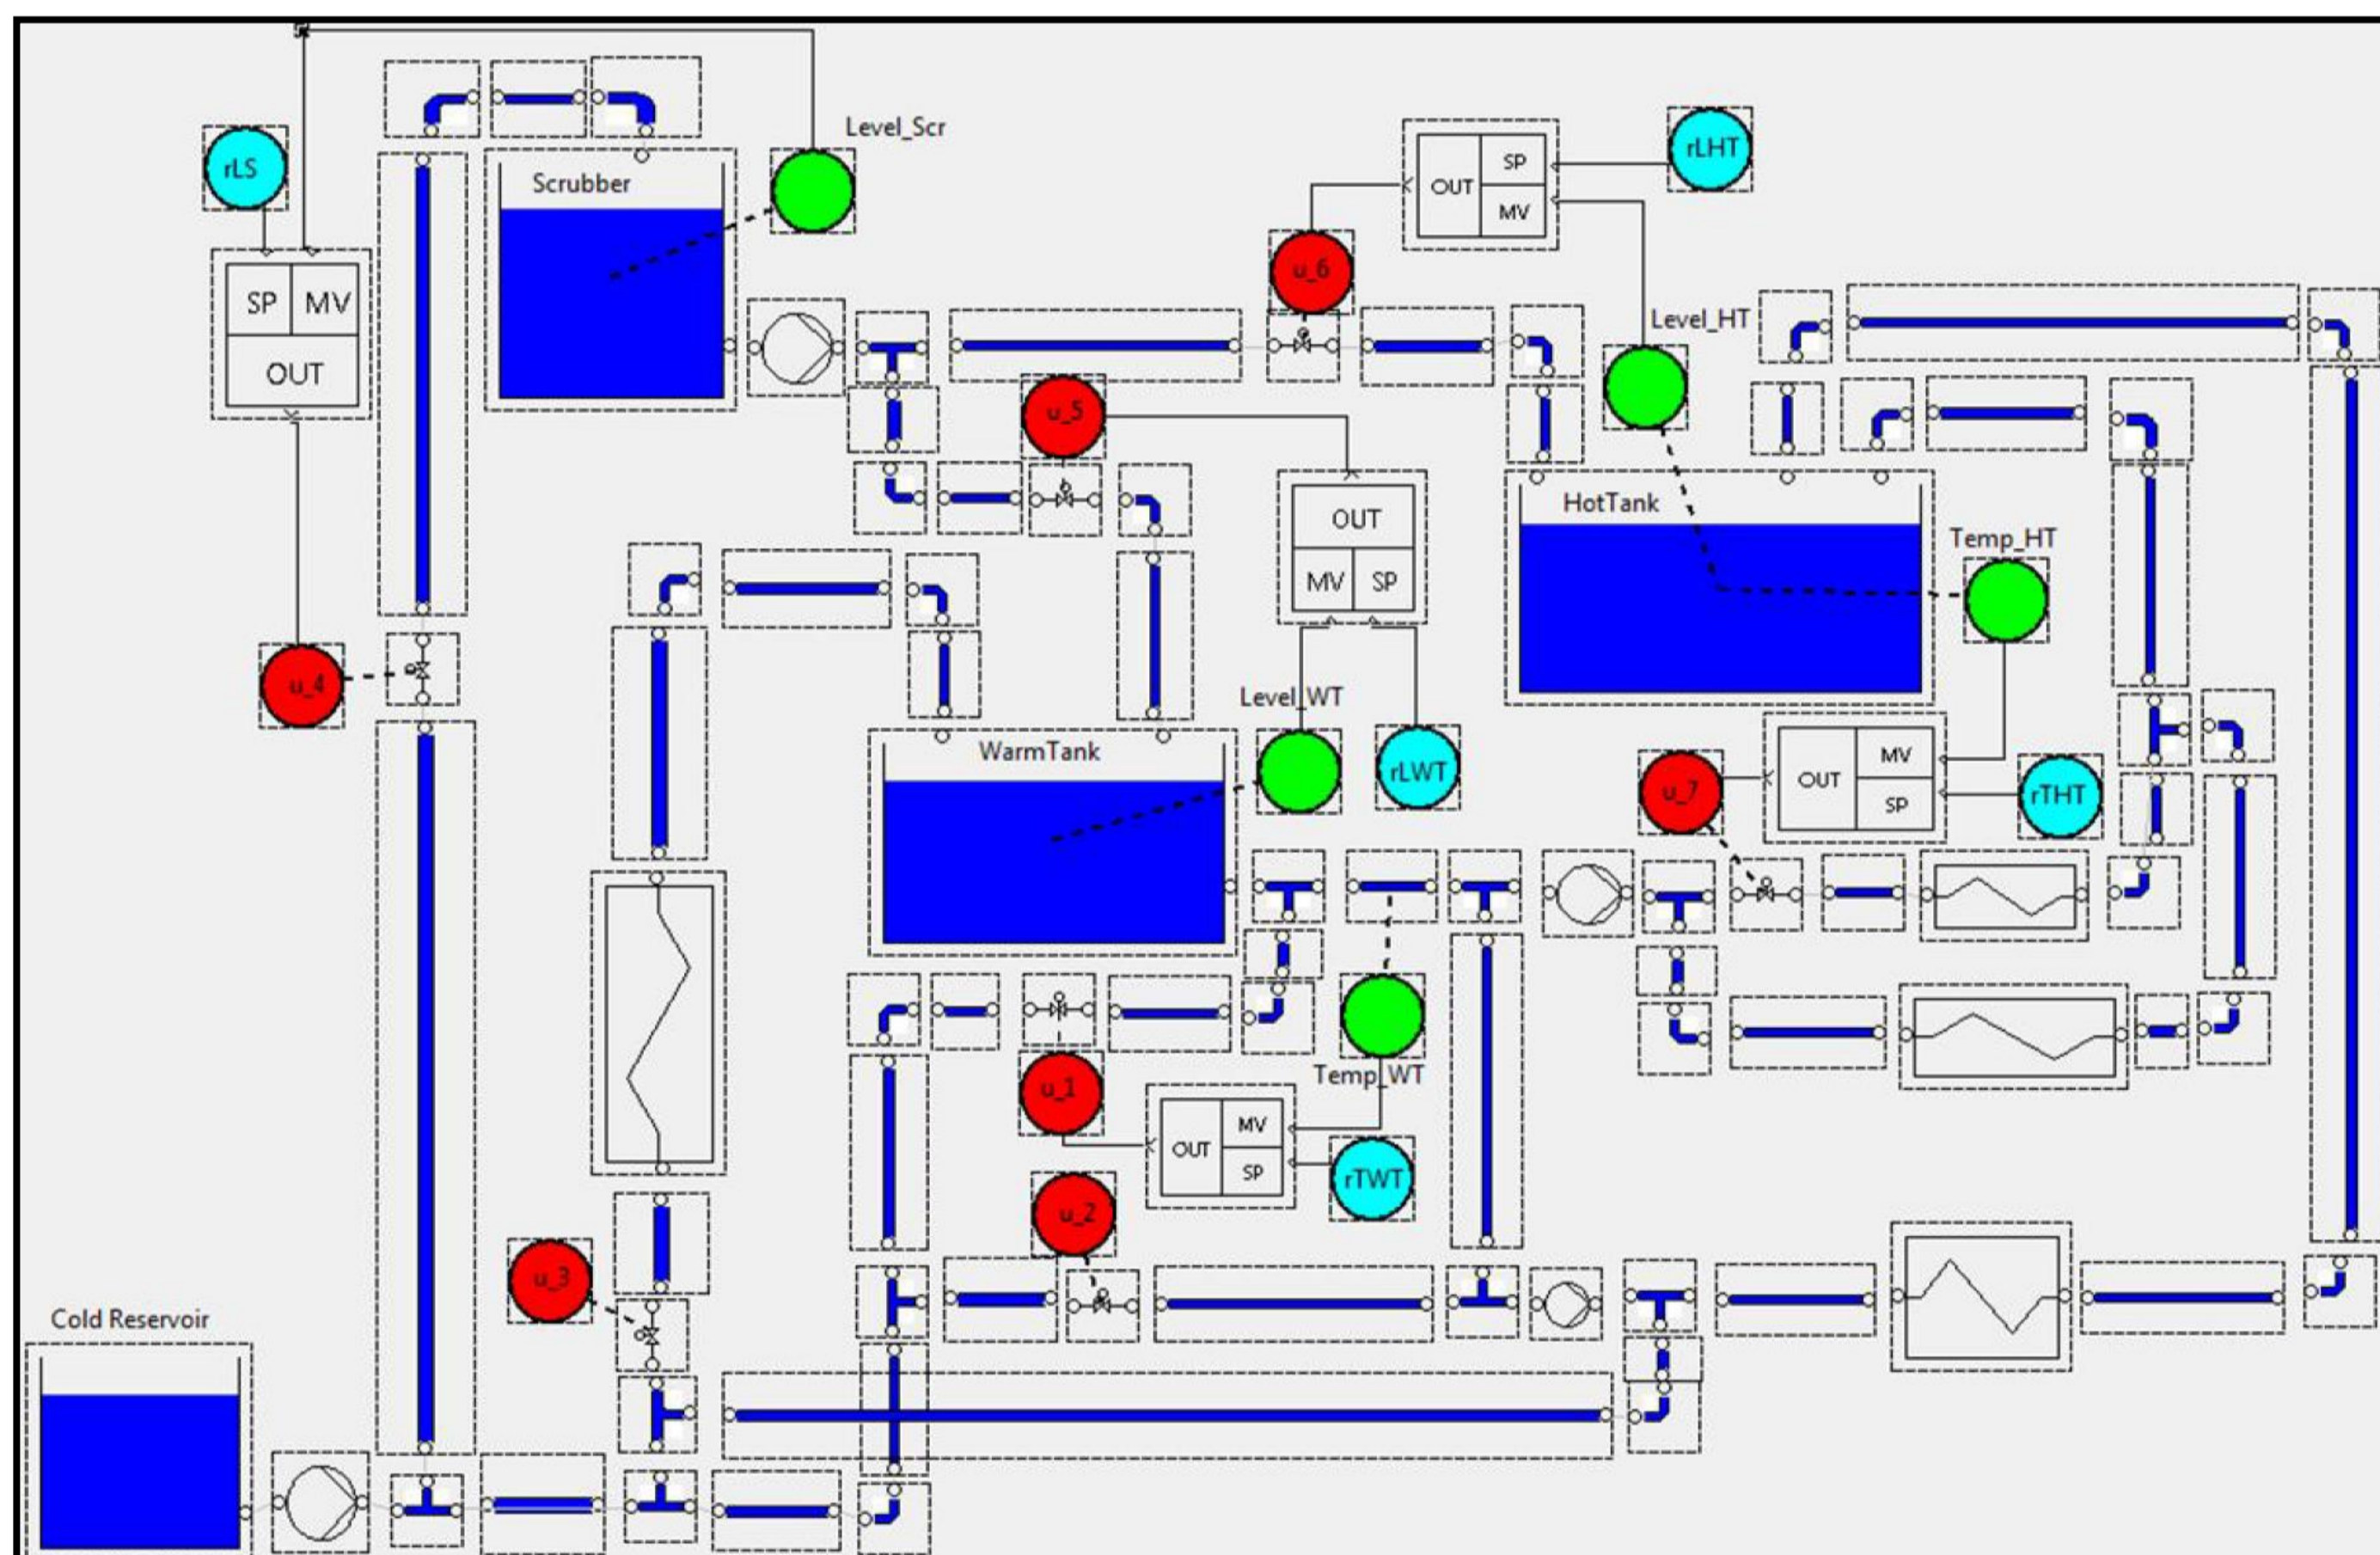 Level_Scr
rLS
Scrubber
rLHT
SP
OUT
MV
u_6
SP MV
OUT
Level_HT
u_5
HotTank
OUT
MV SP
Temp_HT
u_4
Level_WT
WarmTank
rLWT
MV
OUT
SP
u_7
rTHT
Temp_WT
u_1
MV
OUT
SP
rTWT
u_2
u_3
Cold Reservoir